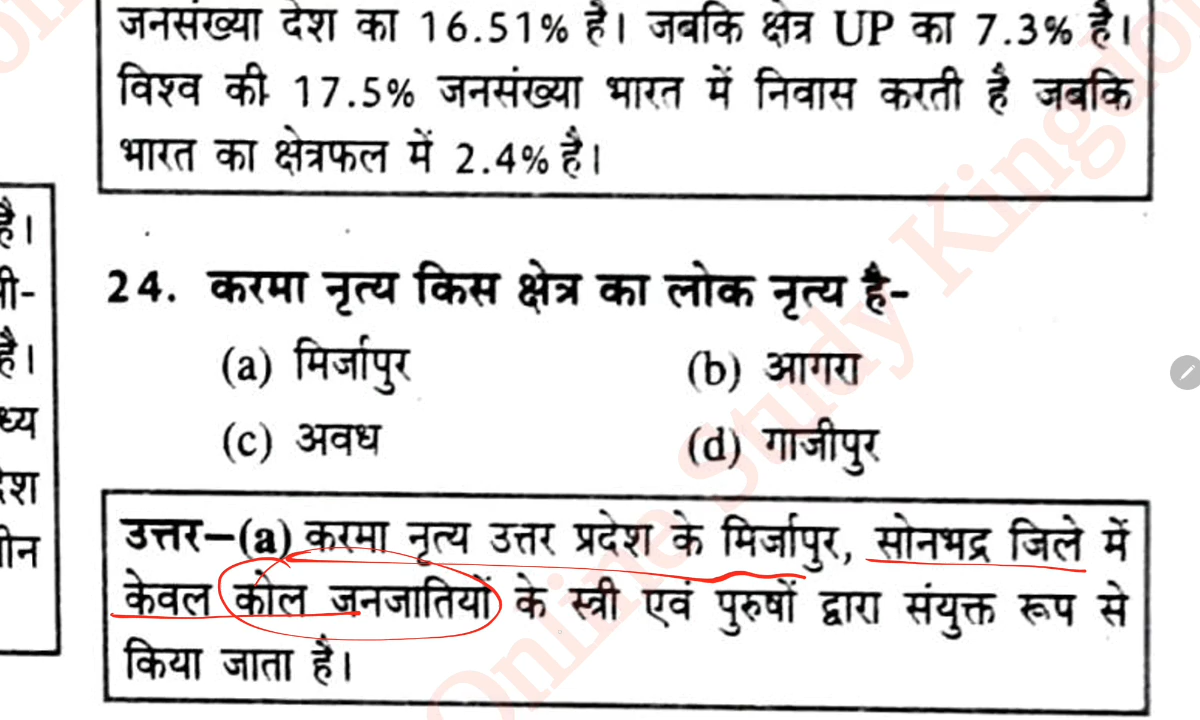 जनसंख्या देश का 16.51% है। जबकि क्षेत्र UP का 7.3% है।
विश्व की 17.5% जनसंख्या भारत में निवास करती है जबकि
भारत का क्षेत्रफल में 2.4% है।
है।
है।
24. करमा नृत्य किस क्षेत्र का लोक नृत्य है-
(a) मिर्जापुर (b) आगरा
(c) अवध (d) गाजीपुर
उत्तर–(a) करमा नृत्य उत्तर प्रदेश के मिर्जापुर, सोनभद्र जिले में
केवल कोल जनजातियों के स्त्री एवं पुरुषों द्वारा संयुक्त रूप से
किया जाता है।
Online Study Kingdom